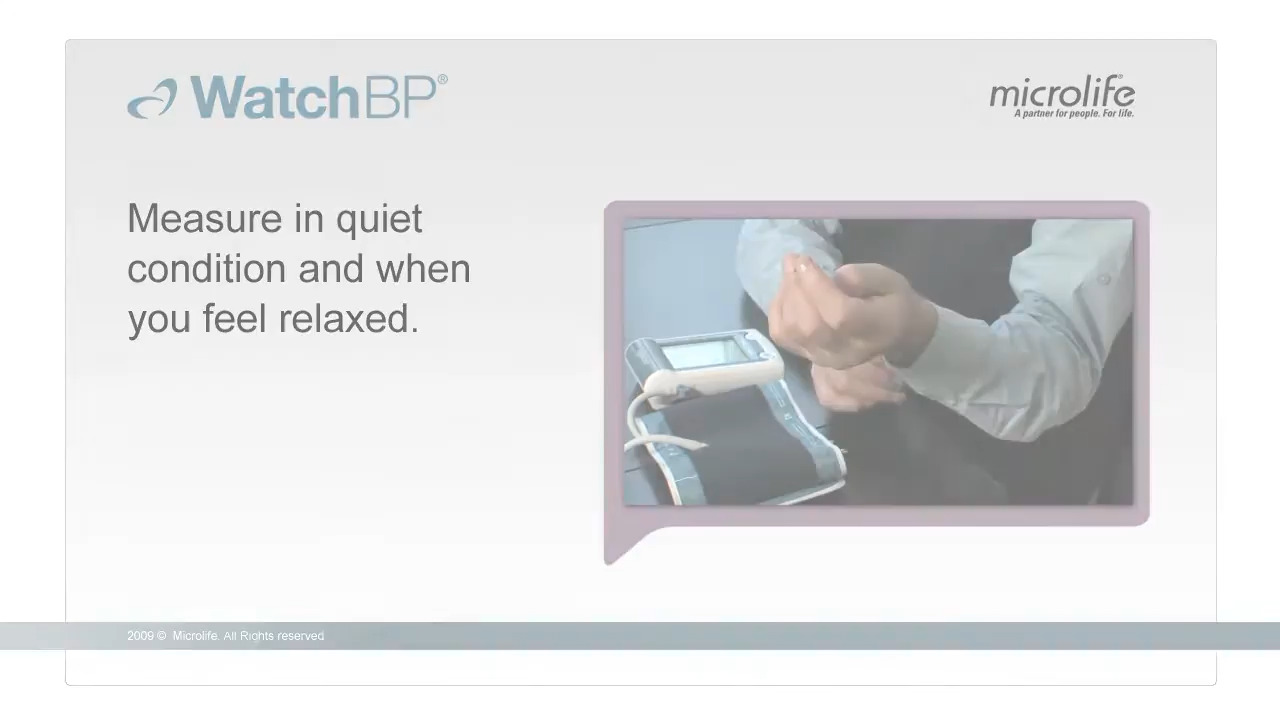 WatchBP®
microlife®
A partner for people. For life.
Measure in quiet
condition and when
you feel relaxed.
2009 © Microlife. All Rights reserved